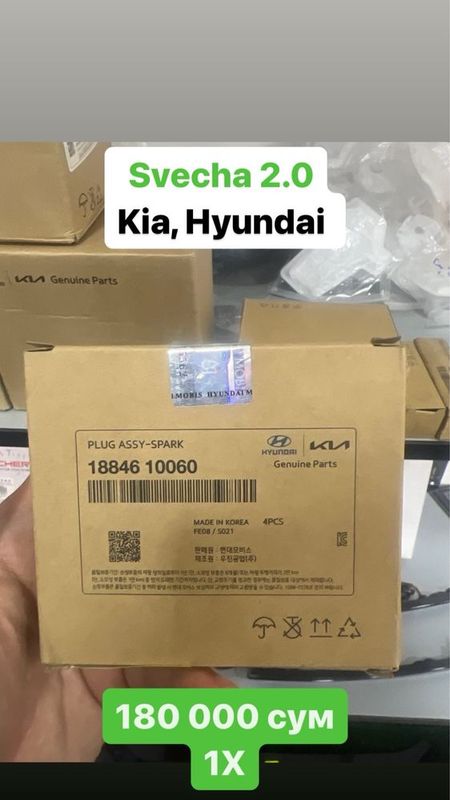 Svecha 2.0
Kia, Hyundai
KIA Genuine Parts
MOBIS HYUNDAI M
PLUG ASSY-SPARK
18846 10060
HYUNDAI KIA
Genuine Parts
MADE IN KOREA 4PCS
FE08 / S021
판매원 : 현대모비스
제조원 : 우진공업(주)
180 000 сум
1X